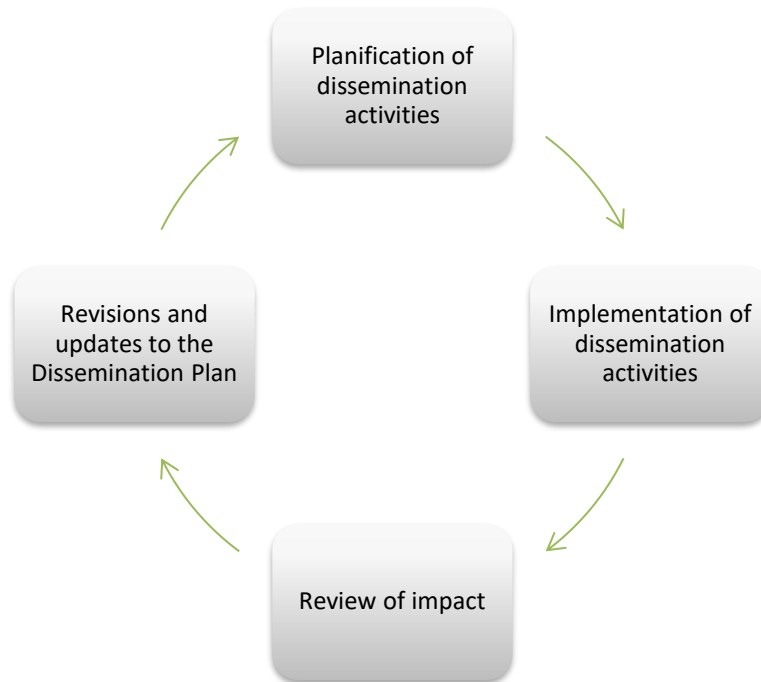 Planification of
dissemination
activities
Implementation of
dissemination
activities
Review of impact
Revisions and
updates to the
Dissemination Plan